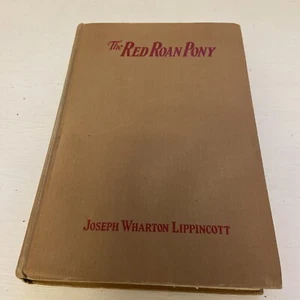 The RED ROAN PONY
JOSEPH WHARTON LIPPINCOTT